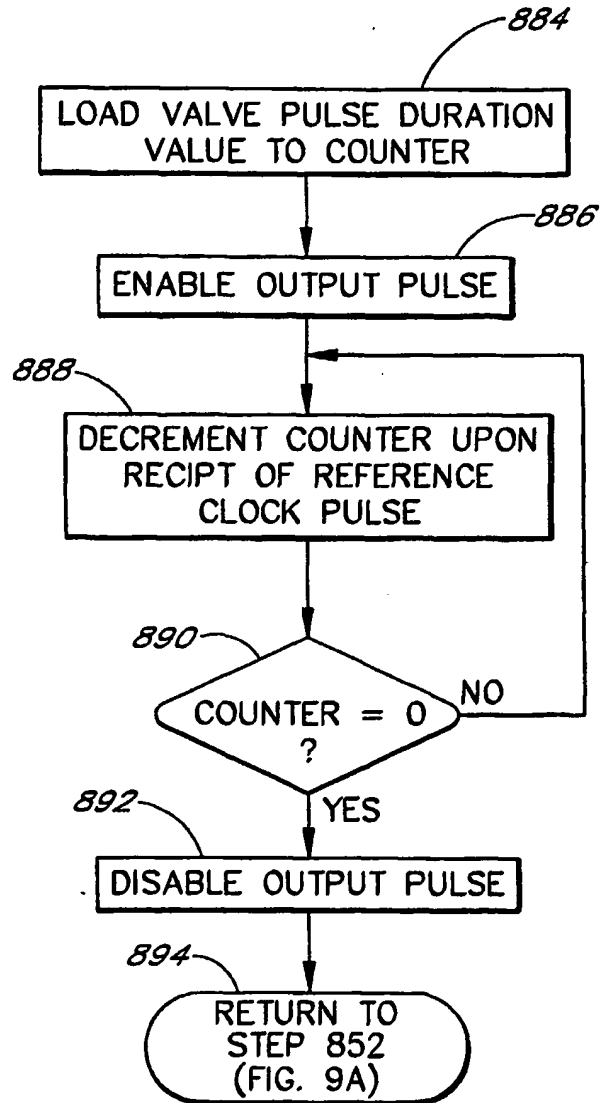 884
LOAD VALVE PULSE DURATION
VALUE TO COUNTER
886
ENABLE OUTPUT PULSE
888
DECREMENT COUNTER UPON
RECIPT OF REFERENCE
CLOCK PULSE
890
COUNTER = 0
?
NO
YES
892
DISABLE OUTPUT PULSE
894
RETURN TO
STEP 852
(FIG. 9A)